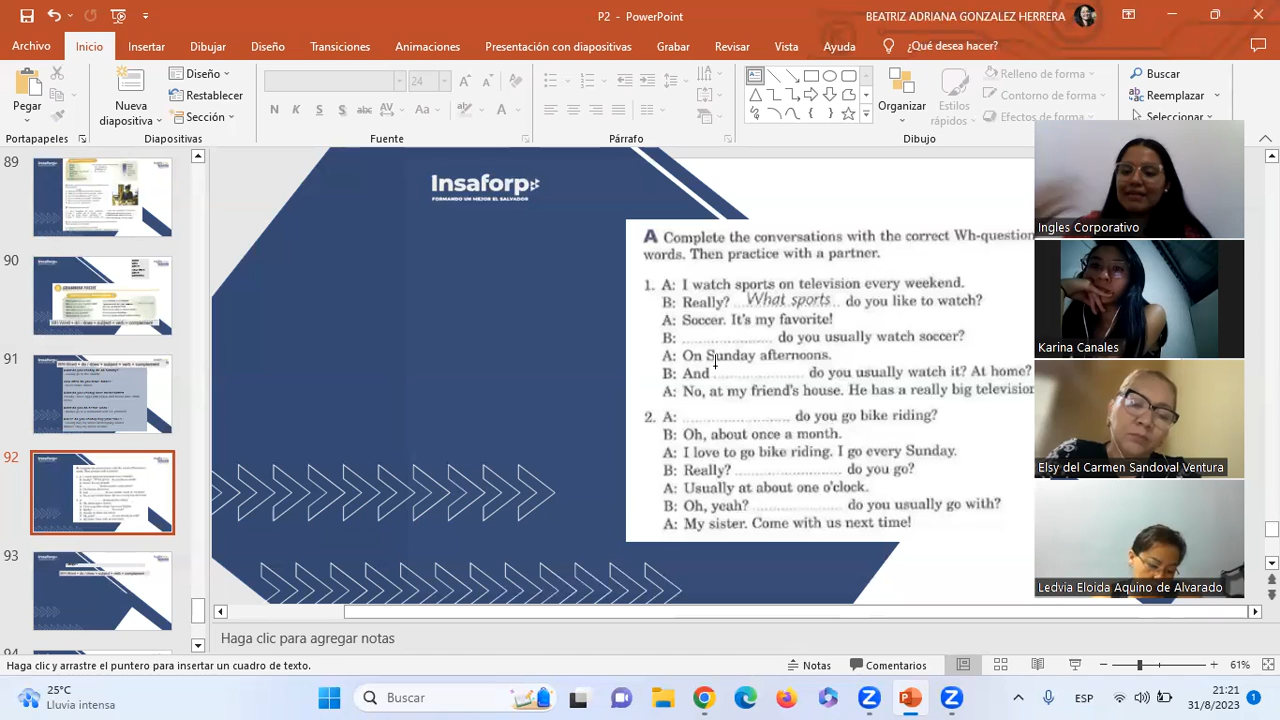 P2 - PowerPoint
BEATRIZ ADRIANA GONZALEZ HERRERA
Archivo Inicio Insertar Dibujar Diseño Transiciones Animaciones Presentación con diapositivas Grabar Revisar Vista Ayuda ¿Qué desea hacer?
Pegar
Nueva diapositiva
Diseño
Restablecer
Sección
24
N K S S abc AV Aa A
Organizar
Estilos rápidos
Relleno de forma
Contorno de forma
Efectos de forma
Buscar
Reemplazar
Seleccionar
Portapapeles Diapositivas Fuente Párrafo Dibujo
89
90
91
92
93
Insaforp
FORMANDO UN MEJOR EL SALVADOR
A Complete the conversations with the correct Wh-question
words. Then practice with a partner.
1. A: I watch sports on television every weekend.
B: Really? What sports do you like to watch?
A: Soccer. It's my favorite!
B: .................... do you usually watch soccer?
A: On Sunday afternoons.
B: And .................... do you usually watch it? At home?
A: No, at my friend's house. He has a really big television
2. A: .................... do you go bike riding?
B: Oh, about once a month.
A: I love to go bike riding. I go every Sunday.
B: Really? .................... do you go?
A: Usually at about one o'clock.
B: Oh, yeah? .................... do you usually go with?
A: My sister. Come with us next time!
Ingles Corporativo
Karina Canales
Elsy Del Carmen Sandoval Ventu
Ledvia Eloida Aquino de Alvarado
Haga clic para agregar notas
Haga clic y arrastre el puntero para insertar un cuadro de texto.
Notas
Comentarios
61%
25°C
Lluvia intensa
Buscar
ESP
21:21
31/8/2023
1